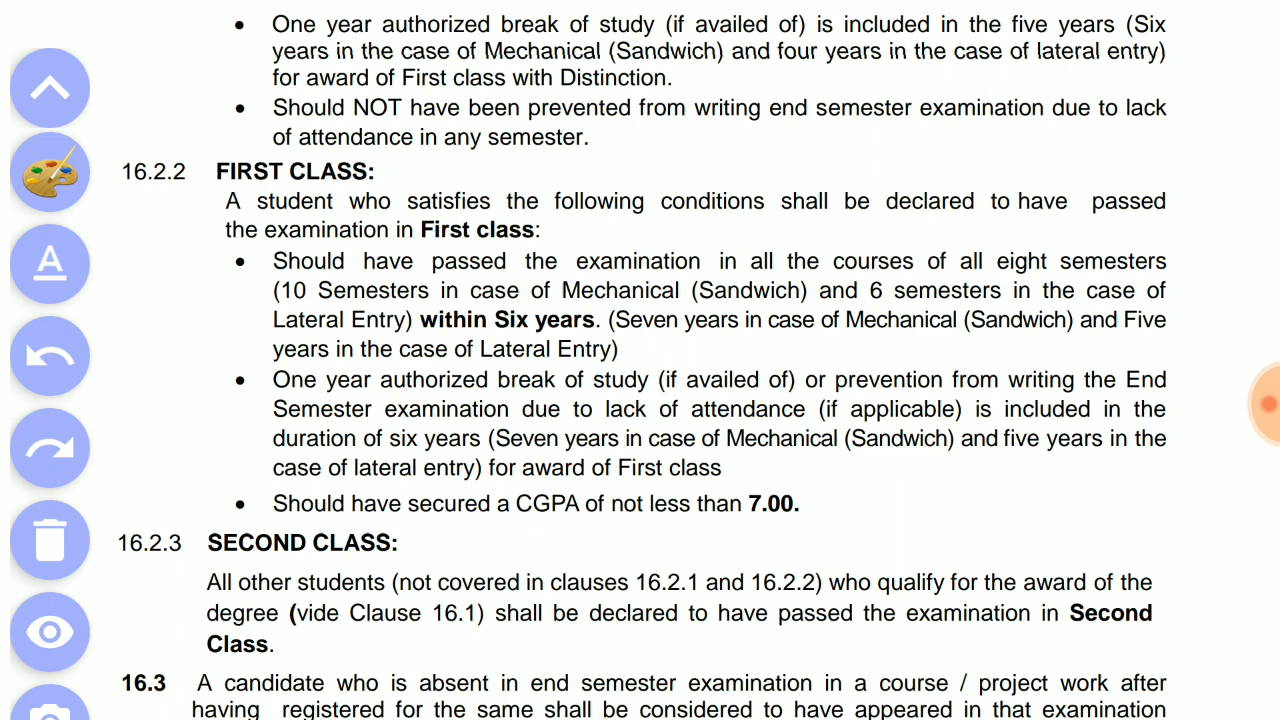 • One year authorized break of study (if availed of) is included in the five years (Six
years in the case of Mechanical (Sandwich) and four years in the case of lateral entry)
for award of First class with Distinction.
• Should NOT have been prevented from writing end semester examination due to lack
of attendance in any semester.
16.2.2 FIRST CLASS:
A student who satisfies the following conditions shall be declared to have passed
the examination in First class:
• Should have passed the examination in all the courses of all eight semesters
(10 Semesters in case of Mechanical (Sandwich) and 6 semesters in the case of
Lateral Entry) within Six years. (Seven years in case of Mechanical (Sandwich) and Five
years in the case of Lateral Entry)
• One year authorized break of study (if availed of) or prevention from writing the End
Semester examination due to lack of attendance (if applicable) is included in the
duration of six years (Seven years in case of Mechanical (Sandwich) and five years in the
case of lateral entry) for award of First class
• Should have secured a CGPA of not less than 7.00.
16.2.3 SECOND CLASS:
All other students (not covered in clauses 16.2.1 and 16.2.2) who qualify for the award of the
degree (vide Clause 16.1) shall be declared to have passed the examination in Second
Class.
16.3 A candidate who is absent in end semester examination in a course / project work after
having registered for the same shall be considered to have appeared in that examination